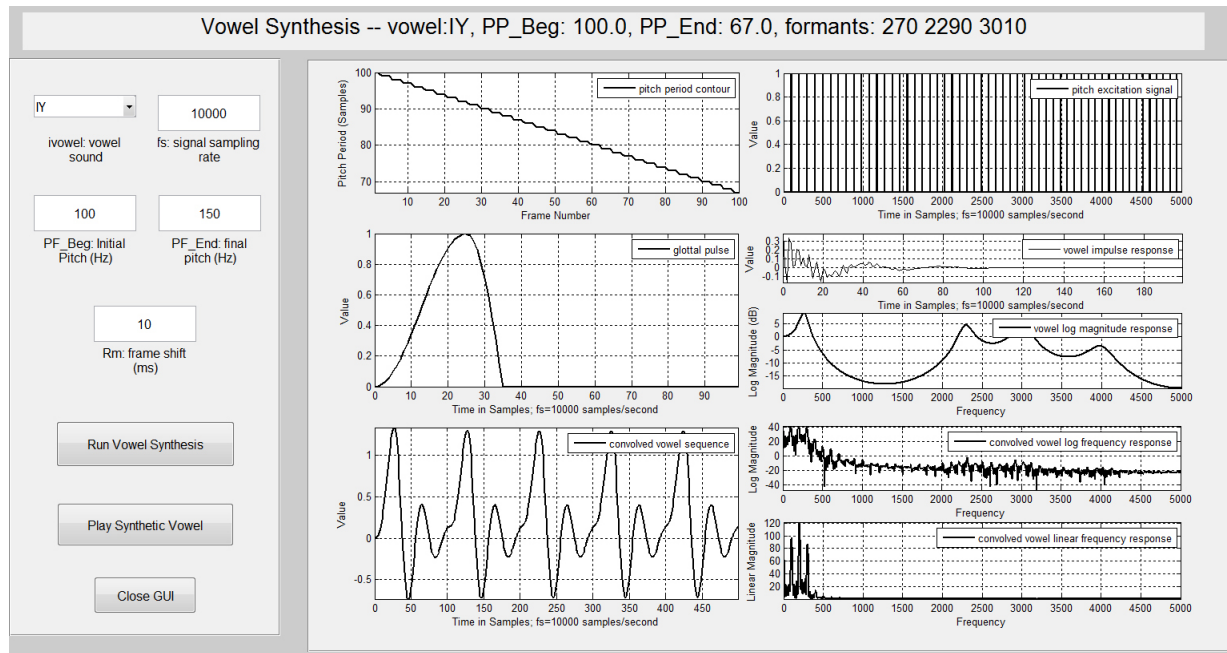 Vowel Synthesis -- vowel:IY, PP_Beg: 100.0, PP_End: 67.0, formants: 270 2290 3010
IY
10000
ivowel: vowel
sound
fs: signal sampling
rate
100
150
PF_Beg: Initial
Pitch (Hz)
PF_End: final
pitch (Hz)
10
Rm: frame shift
(ms)
Run Vowel Synthesis
Play Synthetic Vowel
Close GUI
Pitch Period (Samples)
100
90
80
70
pitch period contour
10 20 30 40 50 60 70 80 90 100
Frame Number
Value
1
0.8
0.6
0.4
0.2
0
pitch excitation signal
0 500 1000 1500 2000 2500 3000 3500 4000 4500 5000
Time in Samples; fs=10000 samples/second
Value
1
0.8
0.6
0.4
0.2
0
glottal pulse
0 10 20 30 40 50 60 70 80 90
Time in Samples; fs=10000 samples/second
Value
0.3
0.2
0.1
0
-0.1
vowel impulse response
0 20 40 60 80 100 120 140 160 180
Time in Samples; fs=10000 samples/second
Log Magnitude (dB)
5
0
-5
-10
-15
vowel log magnitude response
0 500 1000 1500 2000 2500 3000 3500 4000 4500 5000
Frequency
Value
1
0.5
0
-0.5
convolved vowel sequence
0 50 100 150 200 250 300 350 400 450
Time in Samples; fs=10000 samples/second
Log Magnitude
40
20
0
-20
-40
convolved vowel log frequency response
0 500 1000 1500 2000 2500 3000 3500 4000 4500 5000
Frequency
Linear Magnitude
120
100
80
60
40
20
convolved vowel linear frequency response
0 500 1000 1500 2000 2500 3000 3500 4000 4500 5000
Frequency